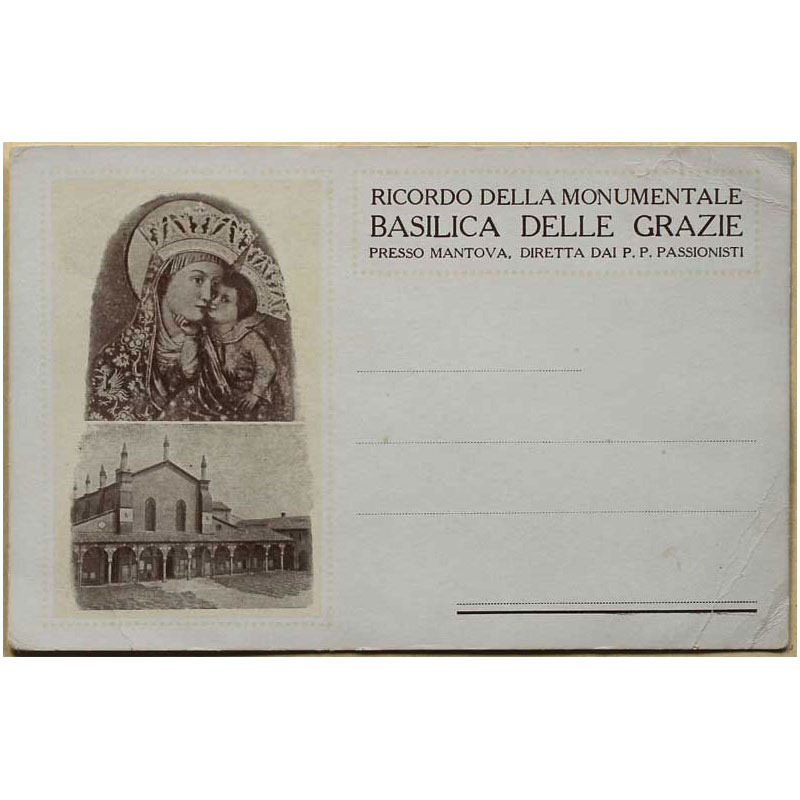 RICORDO DELLA MONUMENTALE
BASILICA DELLE GRAZIE
PRESSO MANTOVA, DIRETTA DAI P. P. PASSIONISTI